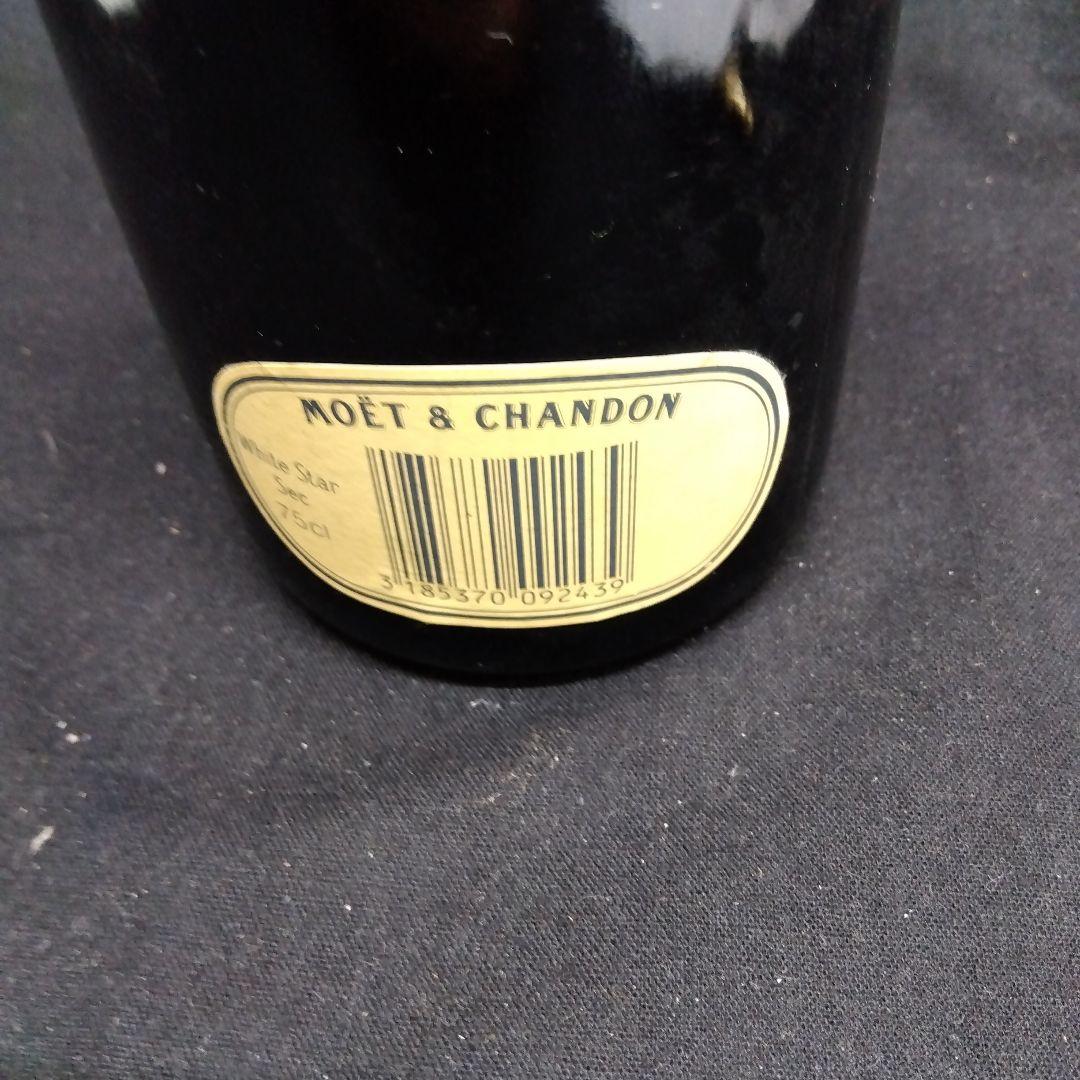 MOËT & CHANDON
White Star
Sec
75cl
3 185370 092439